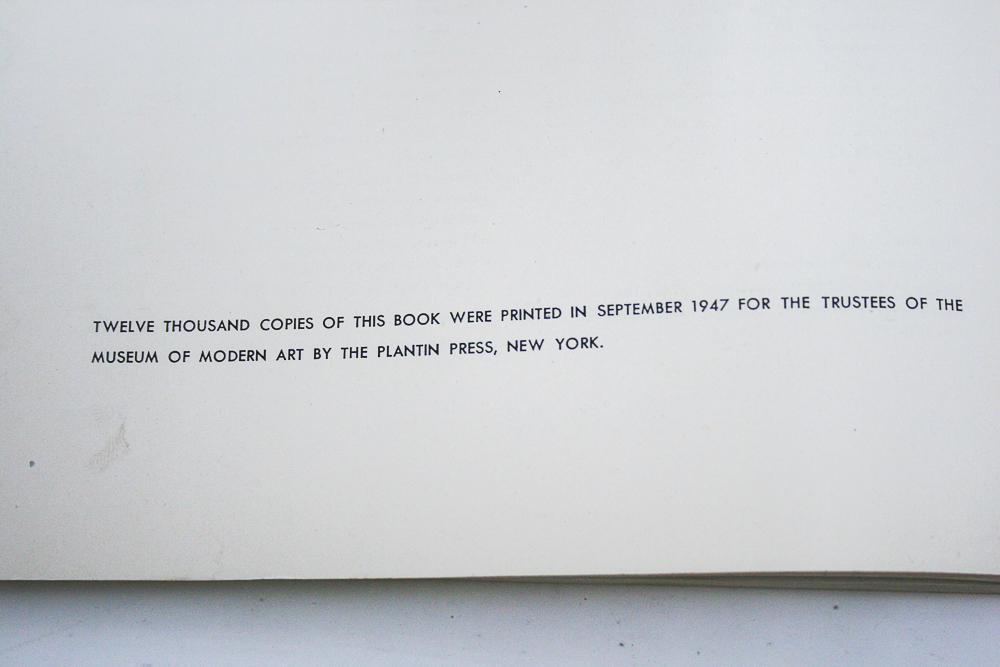 TWELVE THOUSAND COPIES OF THIS BOOK WERE PRINTED IN SEPTEMBER 1947 FOR THE TRUSTEES OF THE
MUSEUM OF MODERN ART BY THE PLANTIN PRESS, NEW YORK.